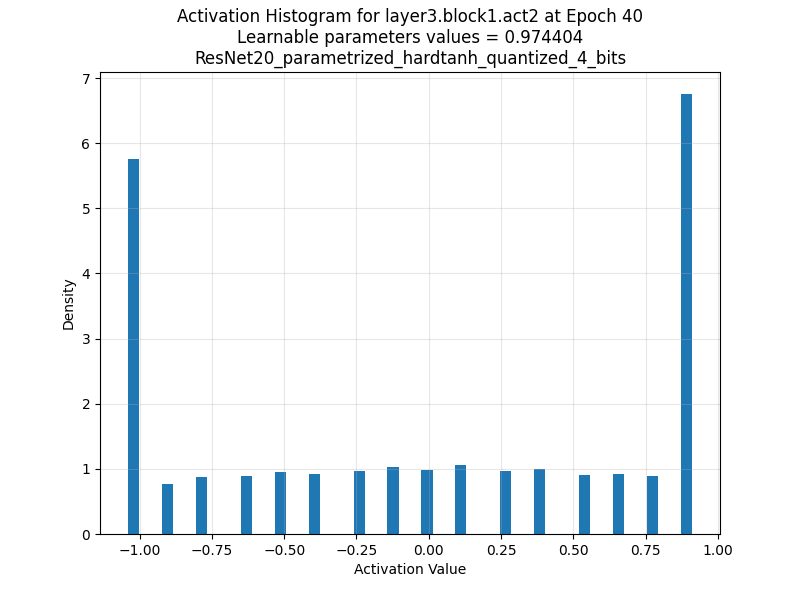 Activation Histogram for layer3.block1.act2 at Epoch 40
Learnable parameters values = 0.974404
ResNet20_parametrized_hardtanh_quantized_4_bits
7
6
5
4
3
2
1
0
Density
−1.00 −0.75 −0.50 −0.25 0.00 0.25 0.50 0.75 1.00
Activation Value